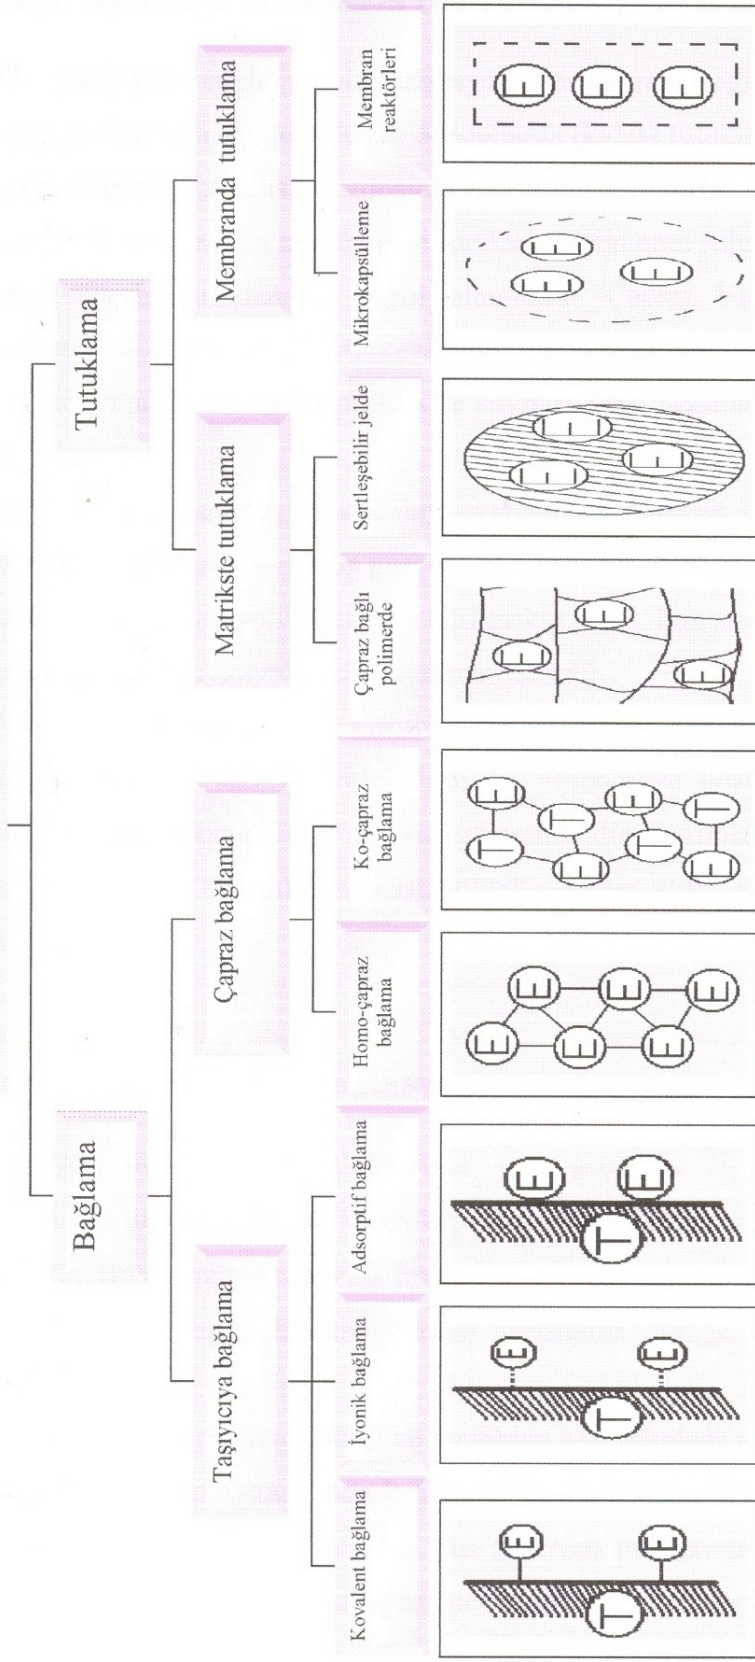 Bağlama
Tutuklama
Taşıyıcıya bağlama
Çapraz bağlama
Matrikste tutuklama
Membranda tutuklama
Kovalent bağlama
İyonik bağlama
Adsorptif bağlama
Homo-çapraz
bağlama
Ko-çapraz
bağlama
Çapraz bağlı
polimerde
Sertleşebilir jelde
Mikrokapsülleme
Membran
reaktörleri
E
T
E
E
T
E
E
T
E
E
E
E
E
E
E
T
E
T
E
E
T
E
T
E
E
E
E
E
E
E
E
E
E
E
E